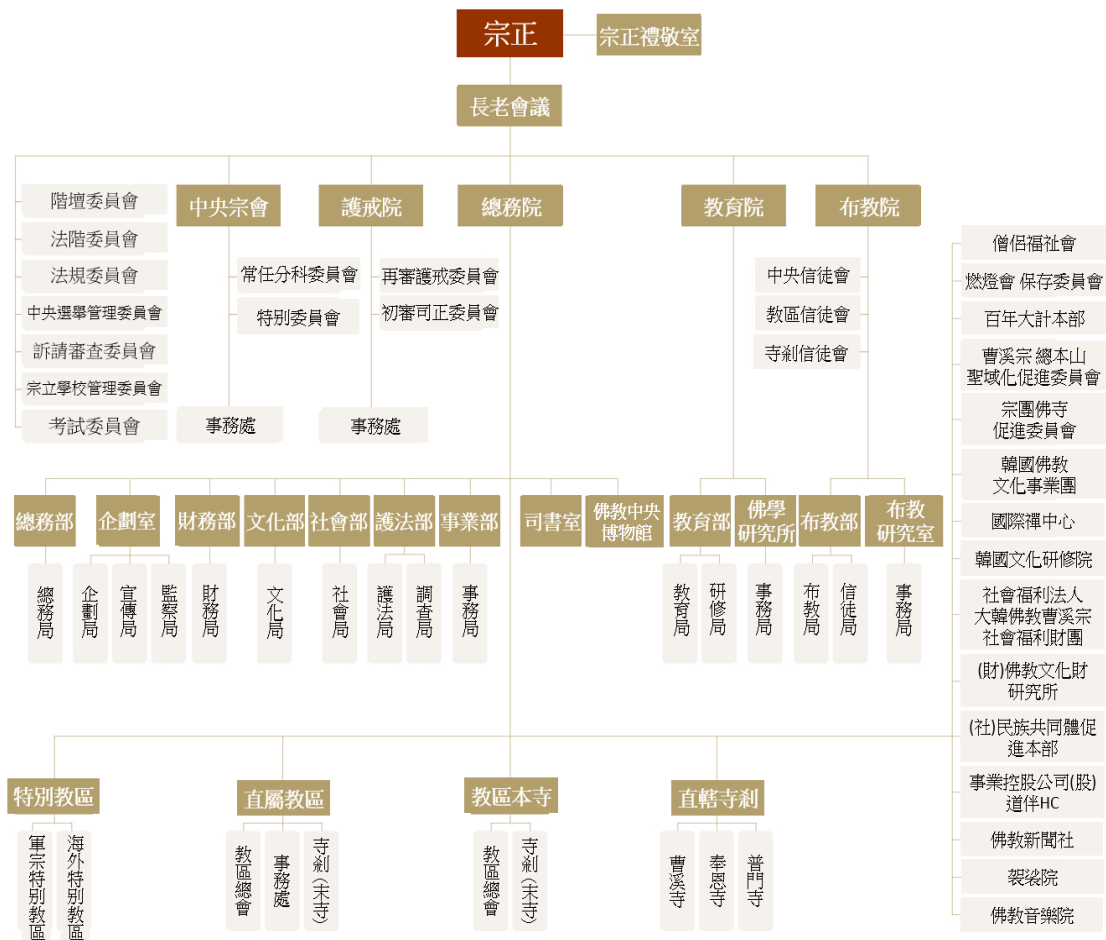 宗正
宗正禮敬室
長老會議
階壇委員會
法階委員會
法規委員會
中央選舉管理委員會
訴請審查委員會
宗立學校管理委員會
考試委員會
中央宗會
常任分科委員會
特別委員會
事務處
護戒院
再審護戒委員會
初審司正委員會
事務處
總務院
教育院
布教院
中央信徒會
教區信徒會
寺剎信徒會
總務部
企劃室
財務部
文化部
社會部
護法部
事業部
司書室
佛教中央
博物館
教育部
佛學
研究所
布教部
布教
研究室
總務局
企劃局
宣傳局
監察局
財務局
文化局
社會局
護法局
調查局
事務局
教育局
研修局
事務局
布教局
信徒局
事務局
僧侶福祉會
燃燈會 保存委員會
百年大計本部
曹溪宗 總本山
聖域化促進委員會
宗團佛寺
促進委員會
韓國佛教
文化事業團
國際禪中心
韓國文化研修院
社會福利法人
大韓佛教曹溪宗
社會福利財團
(財)佛教文化財
研究所
(社)民族共同體促
進本部
事業控股公司(股)
道伴HC
佛教新聞社
袈裟院
佛教音樂院
特別教區
軍宗特別教區
海外特別教區
直屬教區
教區總會
事務處
寺剎(末寺)
教區本寺
教區總會
寺剎(末寺)
直轄寺剎
曹溪寺
奉恩寺
普門寺